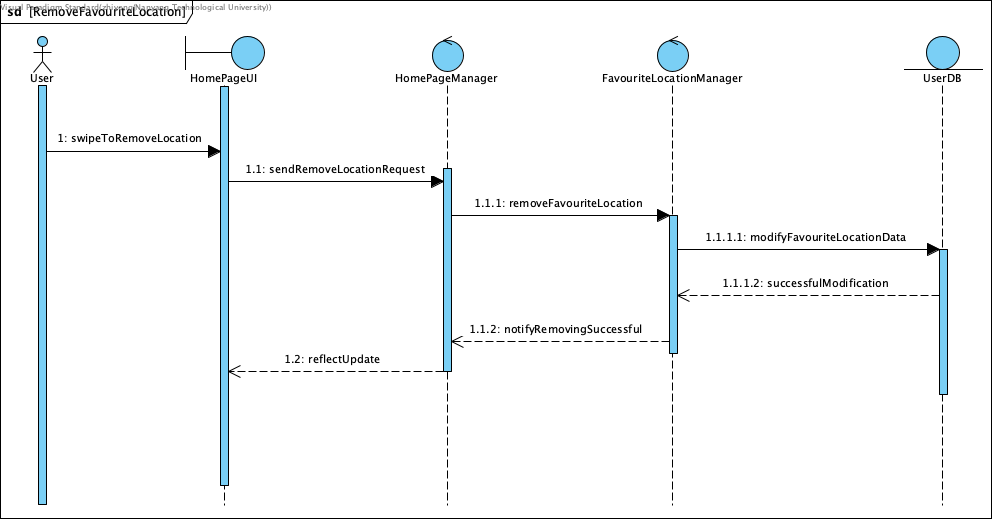 Visual Paradigm Standard(zhiyong(Nanyang Technological University))
sd [RemoveFavouriteLocation]
User
HomePageUI
HomePageManager
FavouriteLocationManager
UserDB
1: swipeToRemoveLocation
1.1: sendRemoveLocationRequest
1.1.1: removeFavouriteLocation
1.1.1.1: modifyFavouriteLocationData
1.1.1.2: successfulModification
1.1.2: notifyRemovingSuccessful
1.2: reflectUpdate